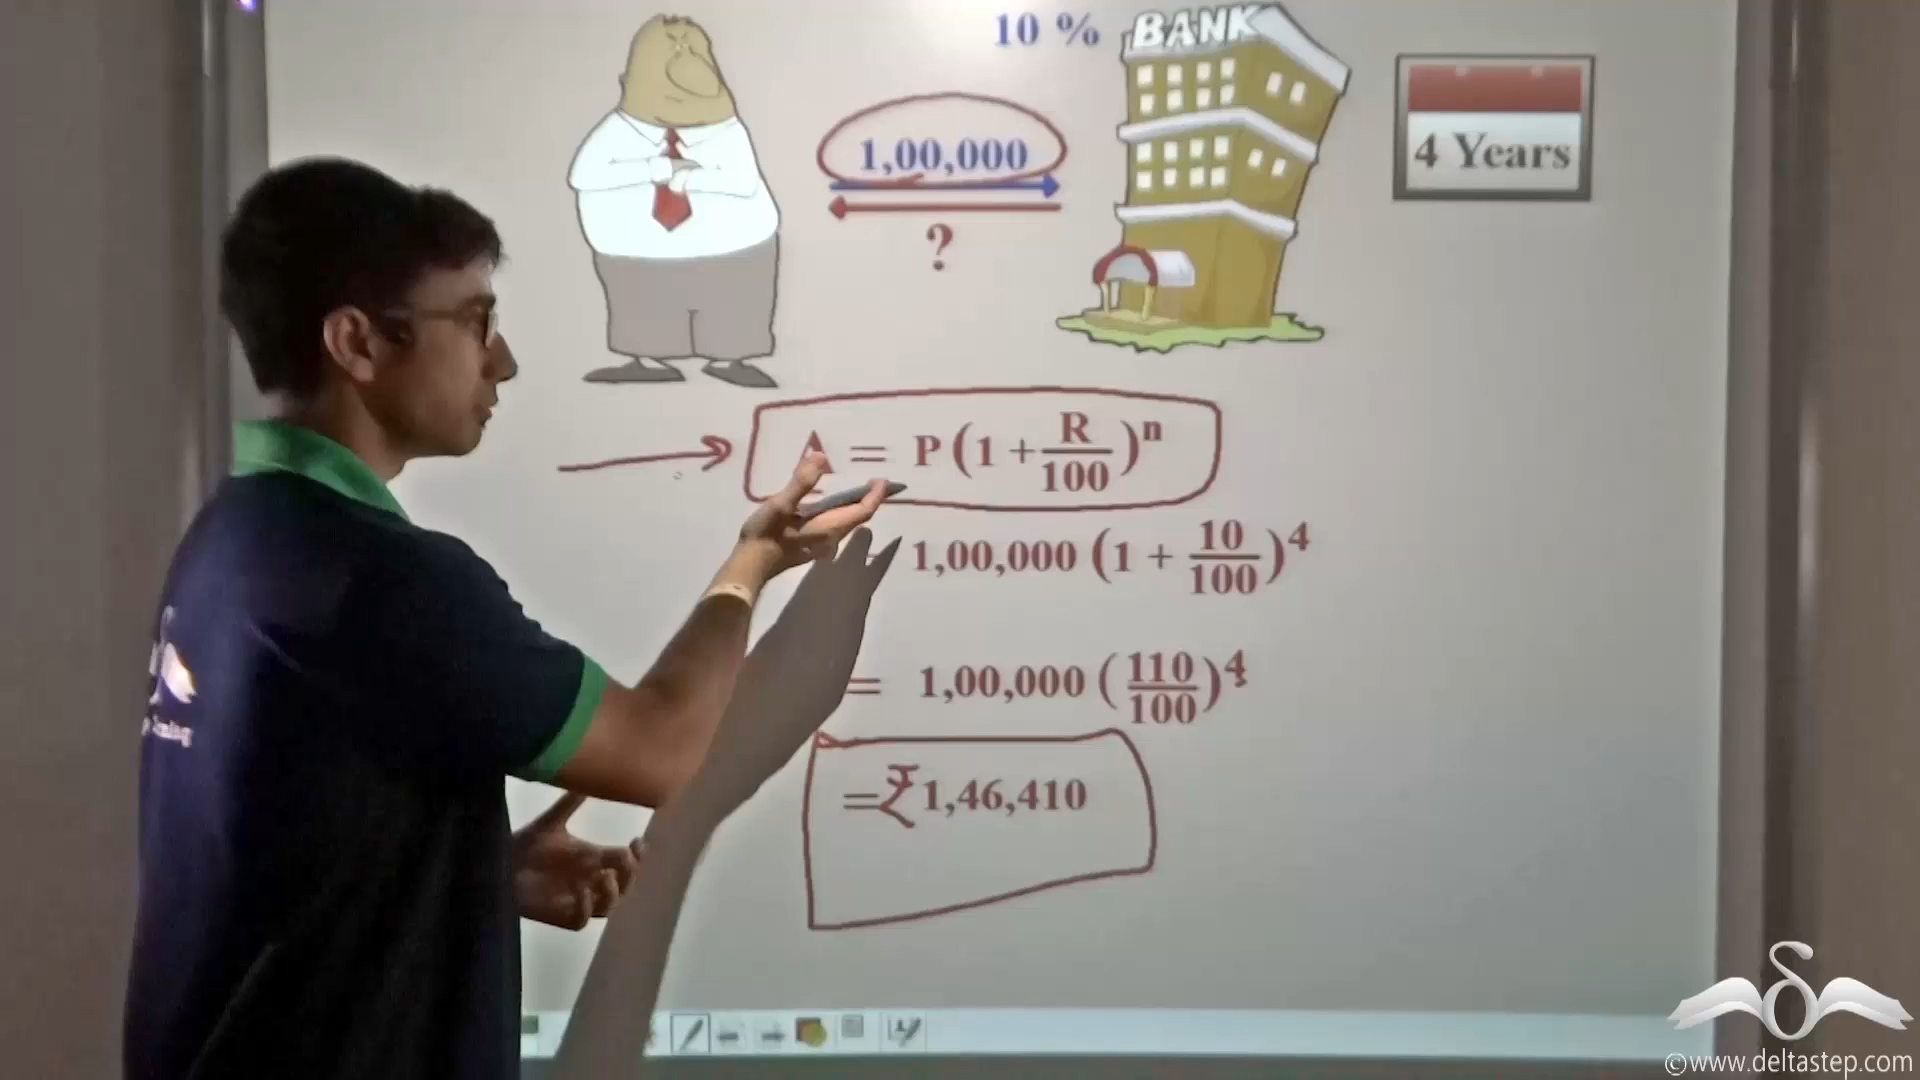 10 %
BANK
1,00,000
?
4 Years
A = P(1+R/100)^n
= 1,00,000 (1 + 10/100)^4
= 1,00,000 (110/100)^4
=₹1,46,410
©www.deltastep.com